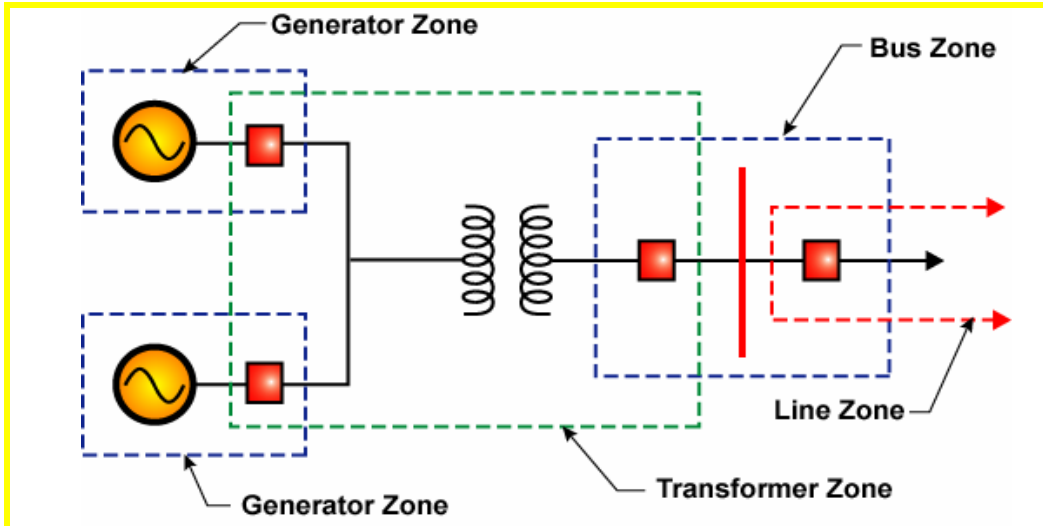 Generator Zone
Bus Zone
Line Zone
Transformer Zone
Generator Zone